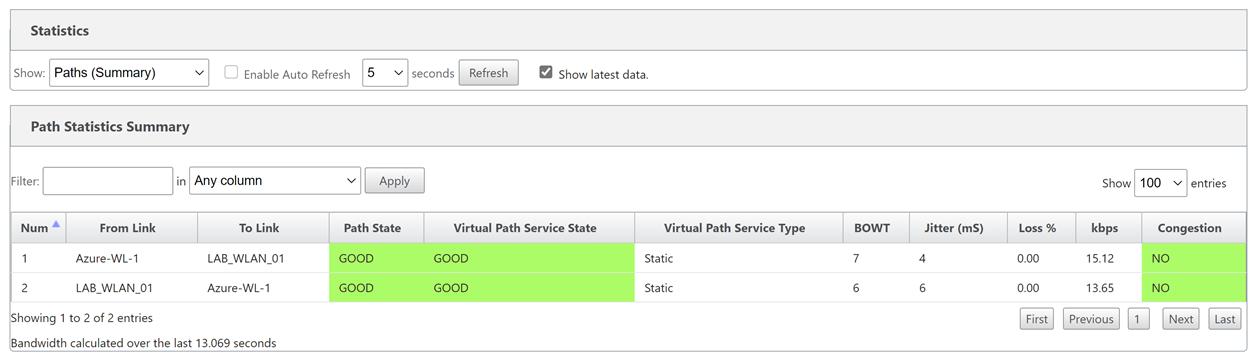 Statistics
Show: Paths (Summary) Enable Auto Refresh 5 seconds Refresh Show latest data.
Path Statistics Summary
Filter: in Any column Apply Show 100 entries
Num From Link To Link Path State Virtual Path Service State Virtual Path Service Type BOWT Jitter (mS) Loss % kbps Congestion
1 Azure-WL-1 LAB_WLAN_01 GOOD GOOD Static 7 4 0.00 15.12 NO
2 LAB_WLAN_01 Azure-WL-1 GOOD GOOD Static 6 6 0.00 13.65 NO
Showing 1 to 2 of 2 entries First Previous 1 Next Last
Bandwidth calculated over the last 13.069 seconds